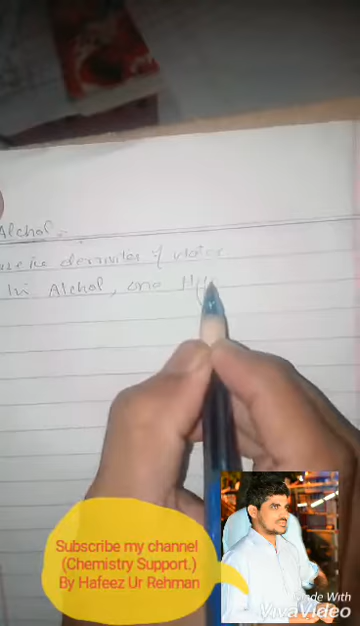 Alchol:-
are the derivatives of water
In Alchol, one Hy
Subscribe my channel
(Chemistry Support.)
By Hafeez Ur Rehman
Made With
VivaVideo